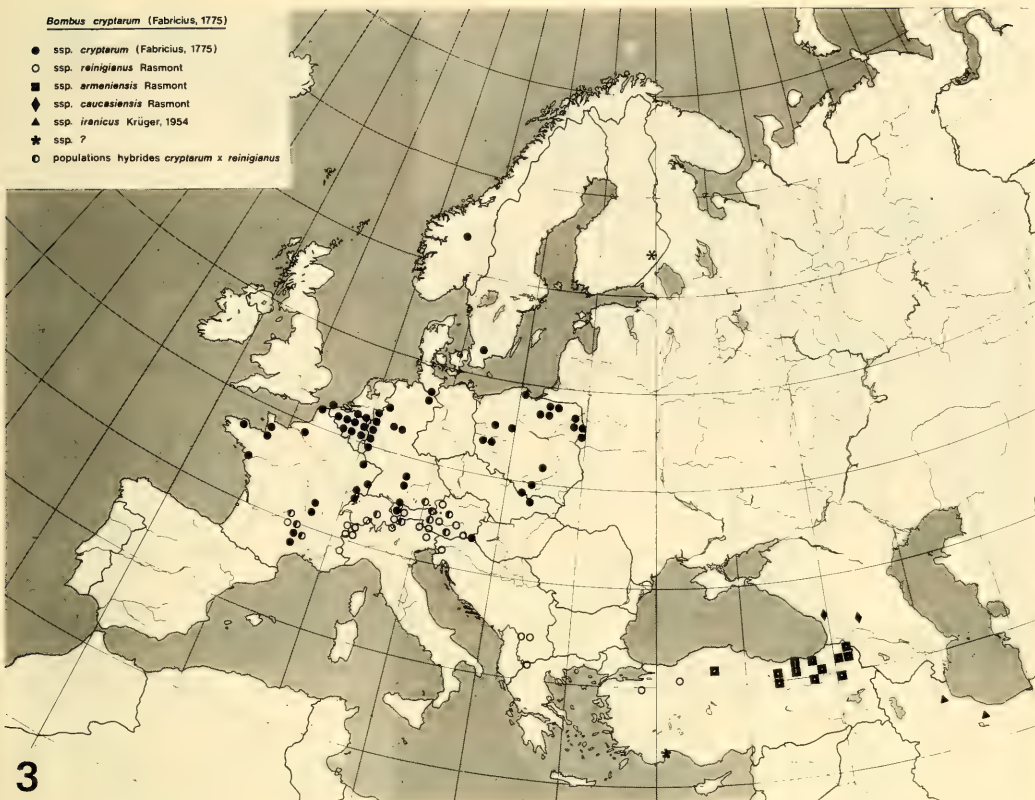 Bombus cryptarum (Fabricius, 1775)
● ssp. cryptarum (Fabricius, 1775)
○ ssp. reinigianus Rasmont
■ ssp. armeniensis Rasmont
♦ ssp. caucasiensis Rasmont
▲ ssp. iranicus Krüger, 1954
* ssp. ?
◐ populations hybrides cryptarum x reinigianus
3